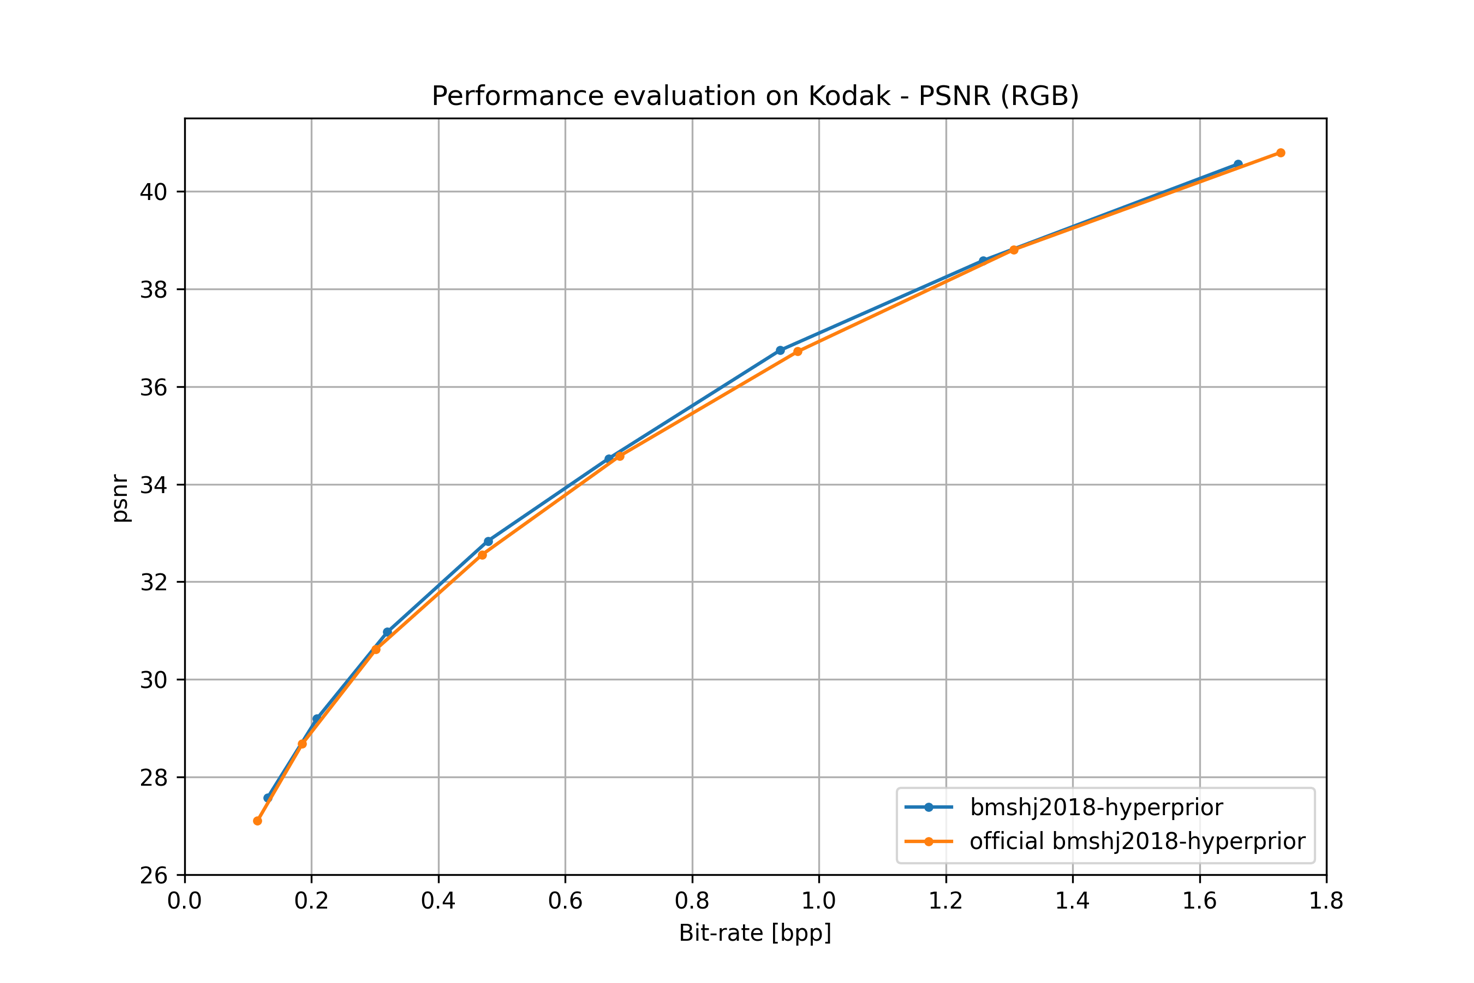 Performance evaluation on Kodak - PSNR (RGB)
psnr
40
38
36
34
32
30
28
26
0.0 0.2 0.4 0.6 0.8 1.0 1.2 1.4 1.6 1.8
Bit-rate [bpp]
bmshj2018-hyperprior
official bmshj2018-hyperprior